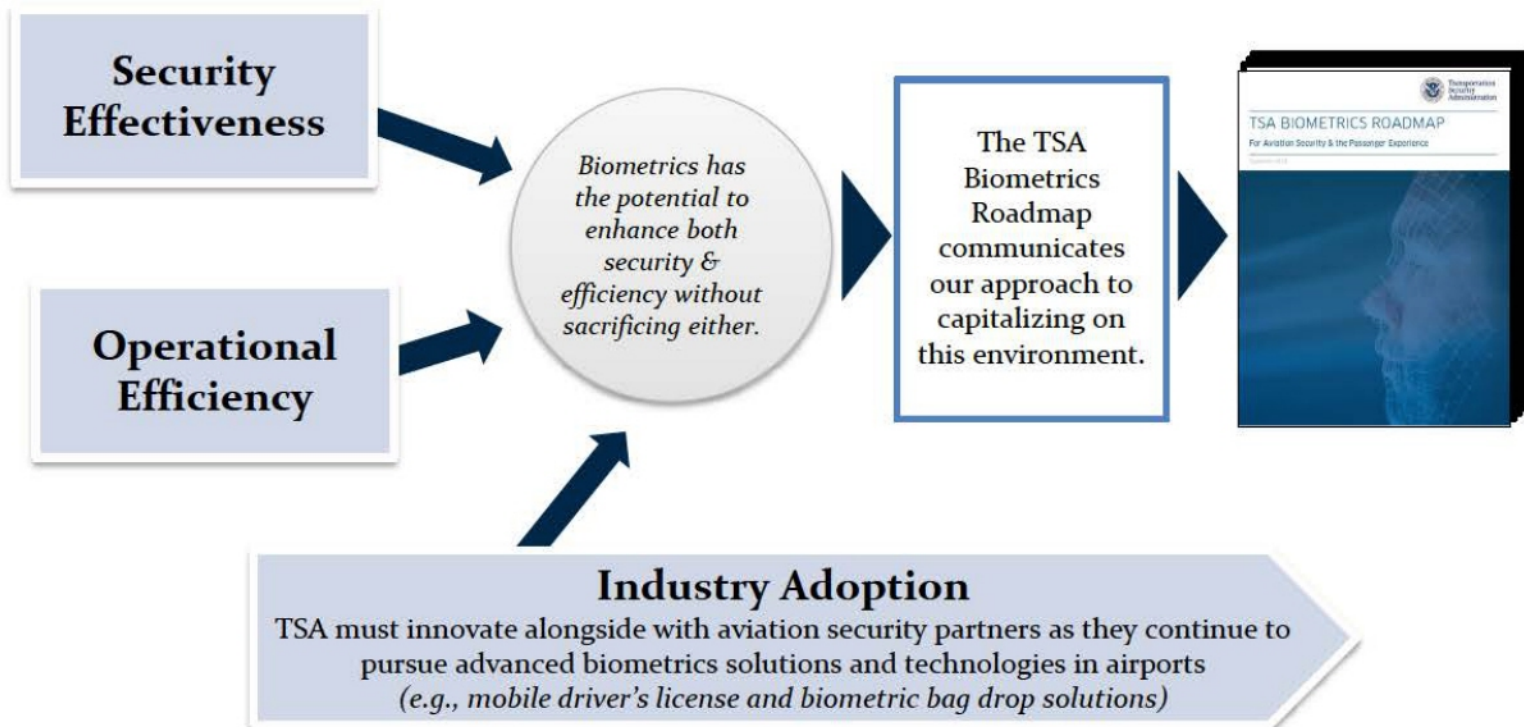 Security
Effectiveness
Operational
Efficiency
Biometrics has
the potential to
enhance both
security &
efficiency without
sacrificing either.
The TSA
Biometrics
Roadmap
communicates
our approach to
capitalizing on
this environment.
Transportation
Security
Administration
TSA BIOMETRICS ROADMAP
For Aviation Security & the Passenger Experience
Industry Adoption
TSA must innovate alongside with aviation security partners as they continue to
pursue advanced biometrics solutions and technologies in airports
(e.g., mobile driver's license and biometric bag drop solutions)